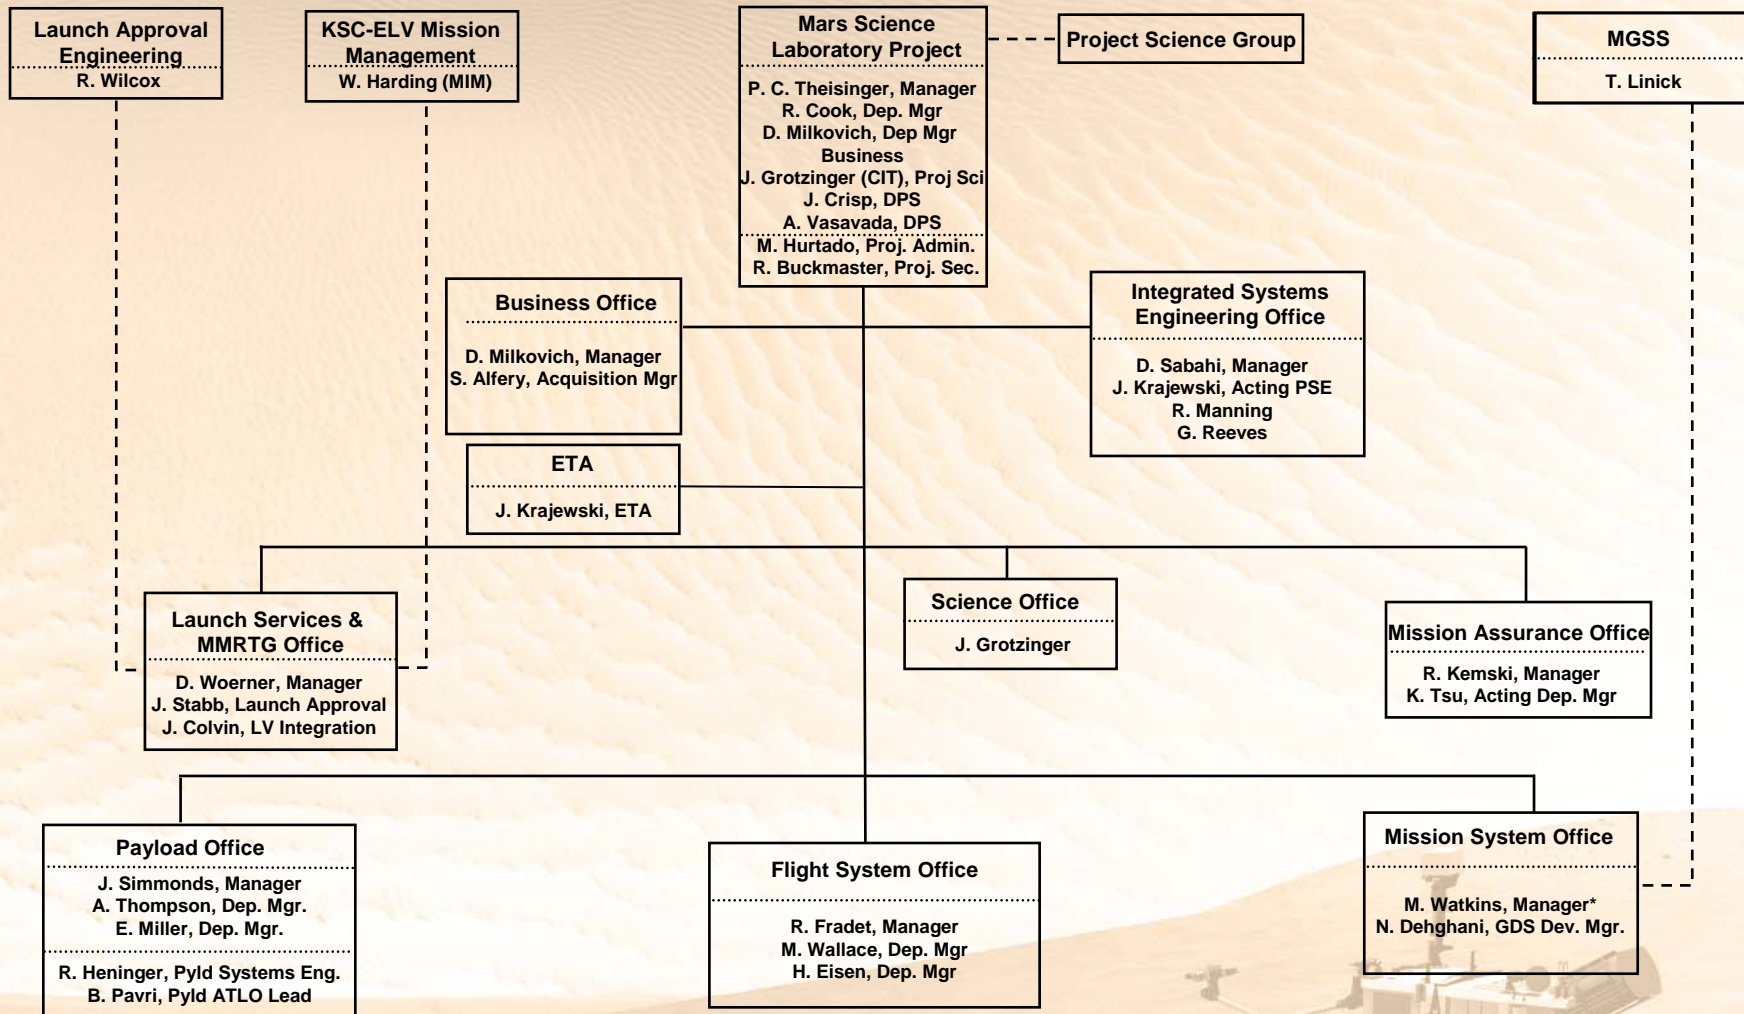 Launch Approval
Engineering
R. Wilcox
KSC-ELV Mission
Management
W. Harding (MIM)
Mars Science
Laboratory Project
P. C. Theisinger, Manager
R. Cook, Dep. Mgr
D. Milkovich, Dep Mgr
Business
J. Grotzinger (CIT), Proj Sci
J. Crisp, DPS
A. Vasavada, DPS
M. Hurtado, Proj. Admin.
R. Buckmaster, Proj. Sec.
Project Science Group
MGSS
T. Linick
Business Office
D. Milkovich, Manager
S. Alfery, Acquisition Mgr
Integrated Systems
Engineering Office
D. Sabahi, Manager
J. Krajewski, Acting PSE
R. Manning
G. Reeves
ETA
J. Krajewski, ETA
Launch Services &
MMRTG Office
D. Woerner, Manager
J. Stabb, Launch Approval
J. Colvin, LV Integration
Science Office
J. Grotzinger
Mission Assurance Office
R. Kemski, Manager
K. Tsu, Acting Dep. Mgr
Payload Office
J. Simmonds, Manager
A. Thompson, Dep. Mgr.
E. Miller, Dep. Mgr.
R. Heninger, Pyld Systems Eng.
B. Pavri, Pyld ATLO Lead
Flight System Office
R. Fradet, Manager
M. Wallace, Dep. Mgr
H. Eisen, Dep. Mgr
Mission System Office
M. Watkins, Manager*
N. Dehghani, GDS Dev. Mgr.